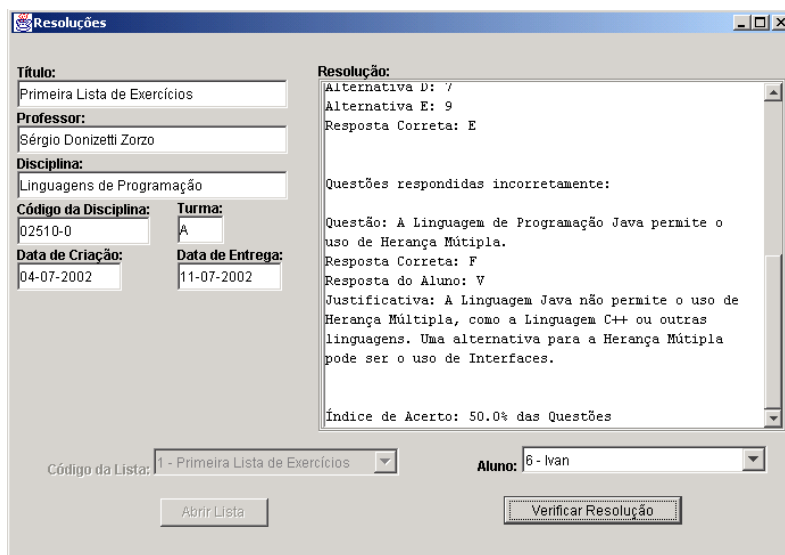 Resoluções
Título:
Primeira Lista de Exercícios
Professor:
Sérgio Donizetti Zorzo
Disciplina:
Linguagens de Programação
Código da Disciplina: Turma:
02510-0 A
Data de Criação: Data de Entrega:
04-07-2002 11-07-2002
Resolução:
Alternativa D: 7
Alternativa E: 9
Resposta Correta: E
Questões respondidas incorretamente:
Questão: A Linguagem de Programação Java permite o
uso de Herança Mútipla.
Resposta Correta: F
Resposta do Aluno: V
Justificativa: A Linguagem Java não permite o uso de
Herança Múltipla, como a Linguagem C++ ou outras
linguagens. Uma alternativa para a Herança Mútipla
pode ser o uso de Interfaces.
Índice de Acerto: 50.0% das Questões
Código da Lista: 1 - Primeira Lista de Exercícios
Aluno: 6 - Ivan
Abrir Lista
Verificar Resolução